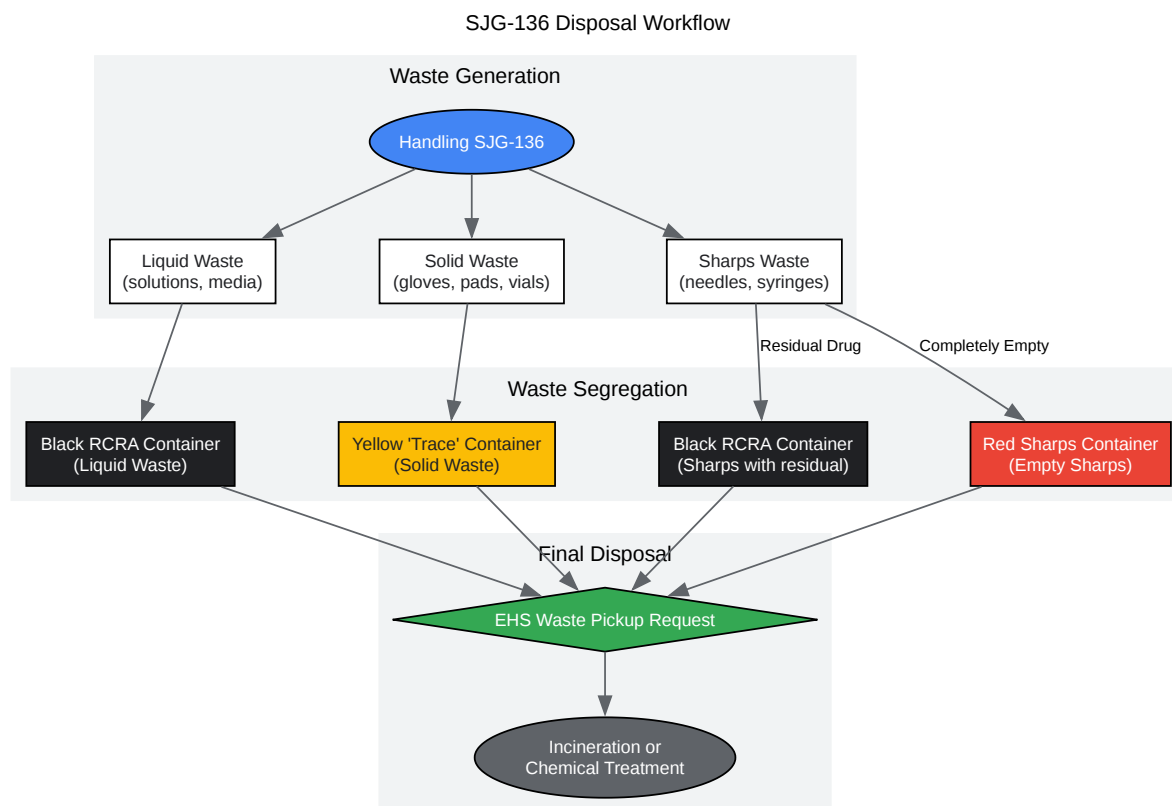 SJG-136 Disposal Workflow
Waste Generation
Handling SJG-136
Liquid Waste
(solutions, media)
Solid Waste
(gloves, pads, vials)
Sharps Waste
(needles, syringes)
Residual Drug
Completely Empty
Waste Segregation
Black RCRA Container
(Liquid Waste)
Yellow 'Trace' Container
(Solid Waste)
Black RCRA Container
(Sharps with residual)
Red Sharps Container
(Empty Sharps)
Final Disposal
EHS Waste Pickup Request
Incineration or
Chemical Treatment